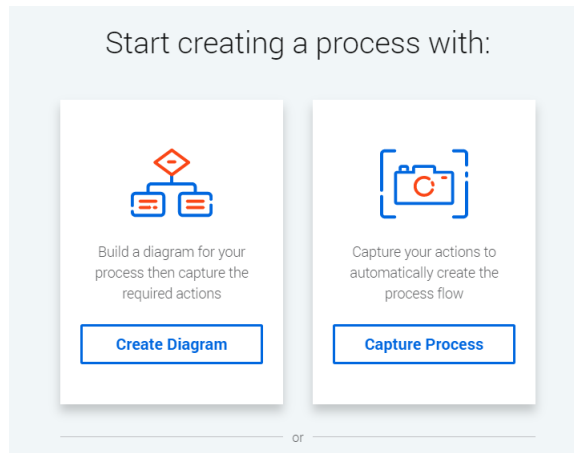 Start creating a process with:
Build a diagram for your
process then capture the
required actions
Create Diagram
Capture your actions to
automatically create the
process flow
Capture Process
or